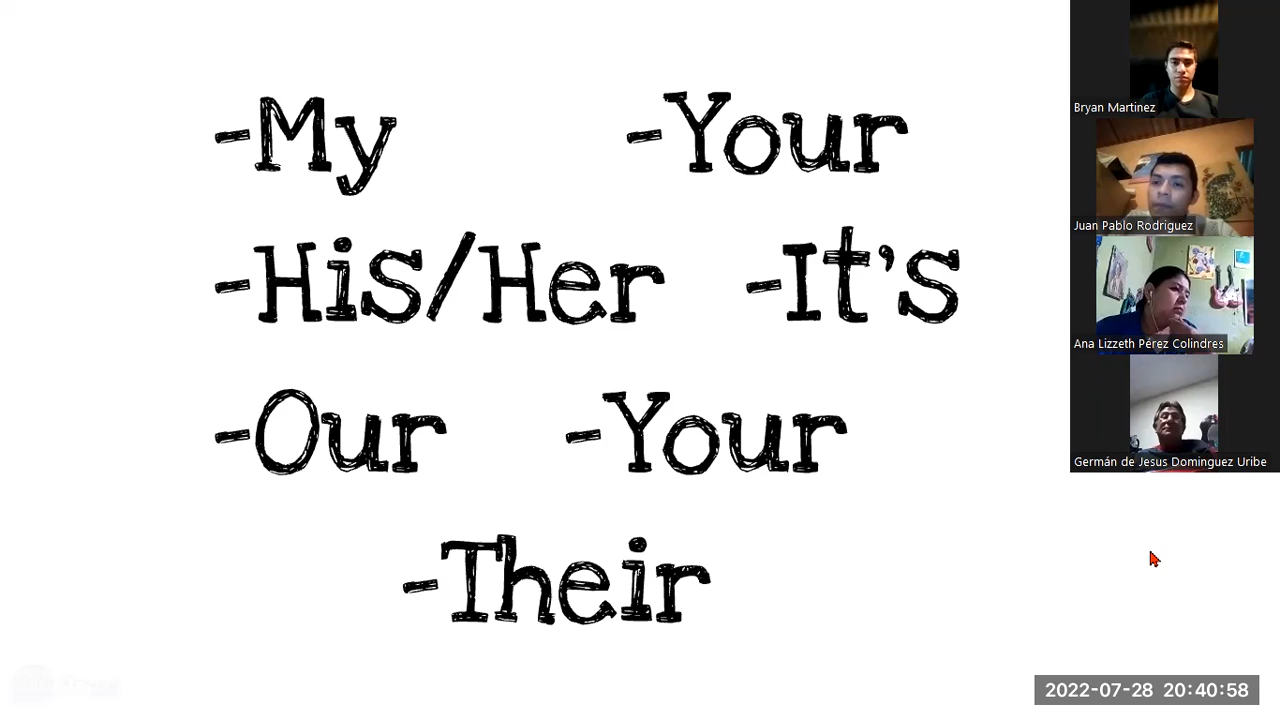 -My -Your
-His/Her -It's
-Our -Your
-Their
Bryan Martinez
Juan Pablo Rodríguez
Ana Lizzeth Pérez Colindres
Germán de Jesus Dominguez Uribe
2022-07-28 20:40:58